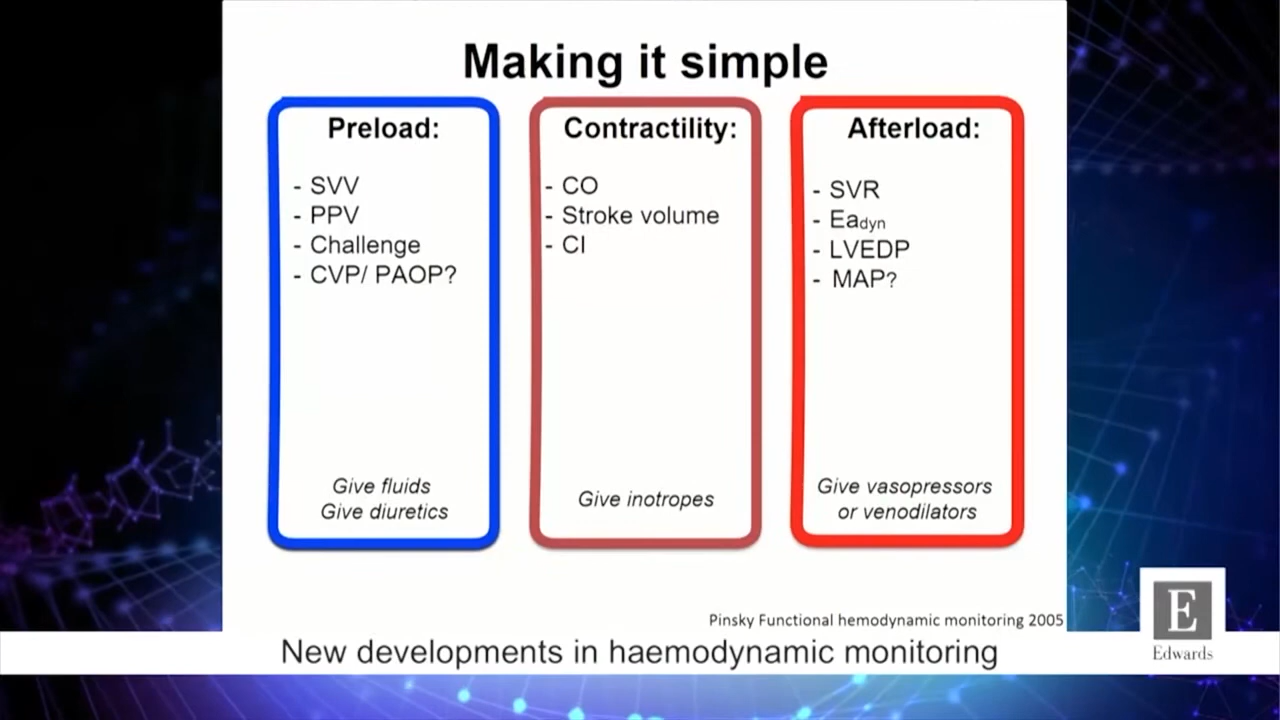 Making it simple
Preload:
- SVV
- PPV
- Challenge
- CVP/ PAOP?
Give fluids
Give diuretics
Contractility:
- CO
- Stroke volume
- CI
Give inotropes
Afterload:
- SVR
- Eadyn
- LVEDP
- MAP?
Give vasopressors
or venodilators
Pinsky Functional hemodynamic monitoring 2005
New developments in haemodynamic monitoring
E
Edwards